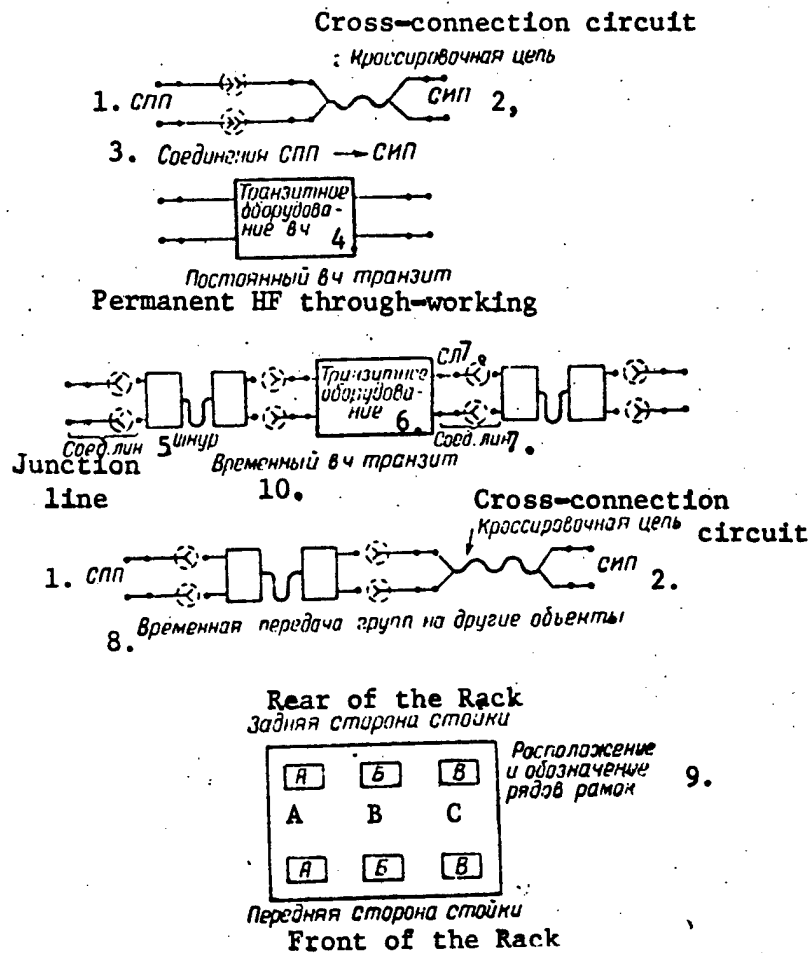 Cross-connection circuit
: Кроссировочная цепь
1. СПП СИП 2,
3. Соединения СПП → СИП
Транзитное
оборудова-
ние вч 4.
Постоянный вч транзит
Permanent HF through-working
СЛ 7.
Транзитное
оборудова-
ние 6.
Соед. лин 5 шнур Соед. лин 7.
Junction Временный вч транзит
line 10.
Cross-connection
Кроссировочная цепь circuit
1. СПП СИП 2.
8. Временная передача групп на другие объекты
Rear of the Rack
Задняя сторона стойки
А Б В
A B C
А Б В
Расположение
и обозначение
рядов рамок 9.
Передняя сторона стойки
Front of the Rack